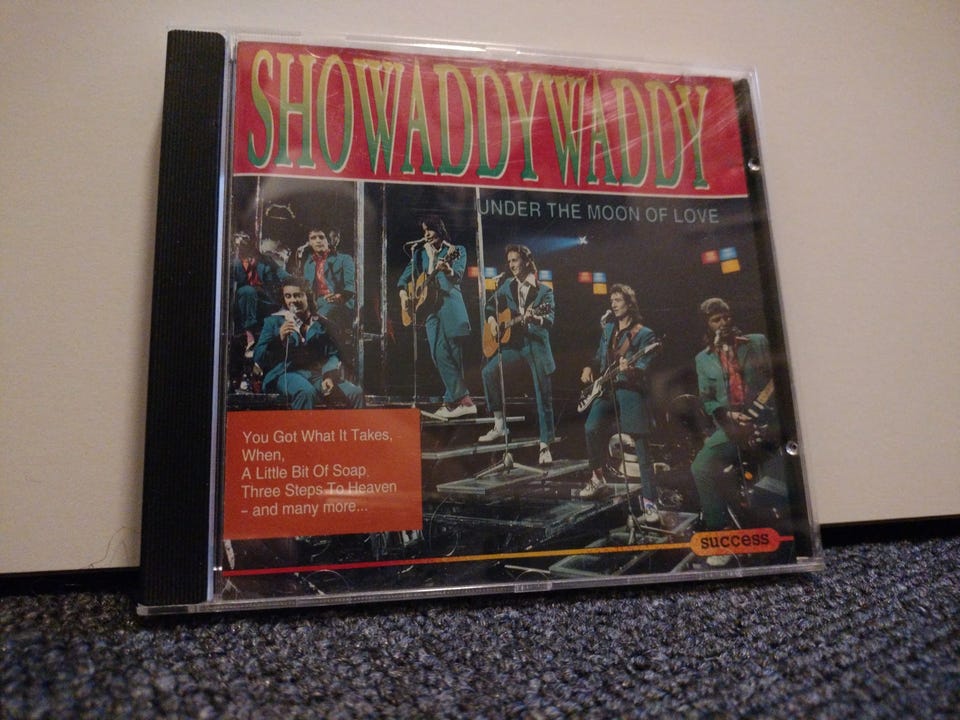 SHOWADDYWADDY
UNDER THE MOON OF LOVE
You Got What It Takes,
When,
A Little Bit Of Soap
Three Steps To Heaven
– and many more...
success